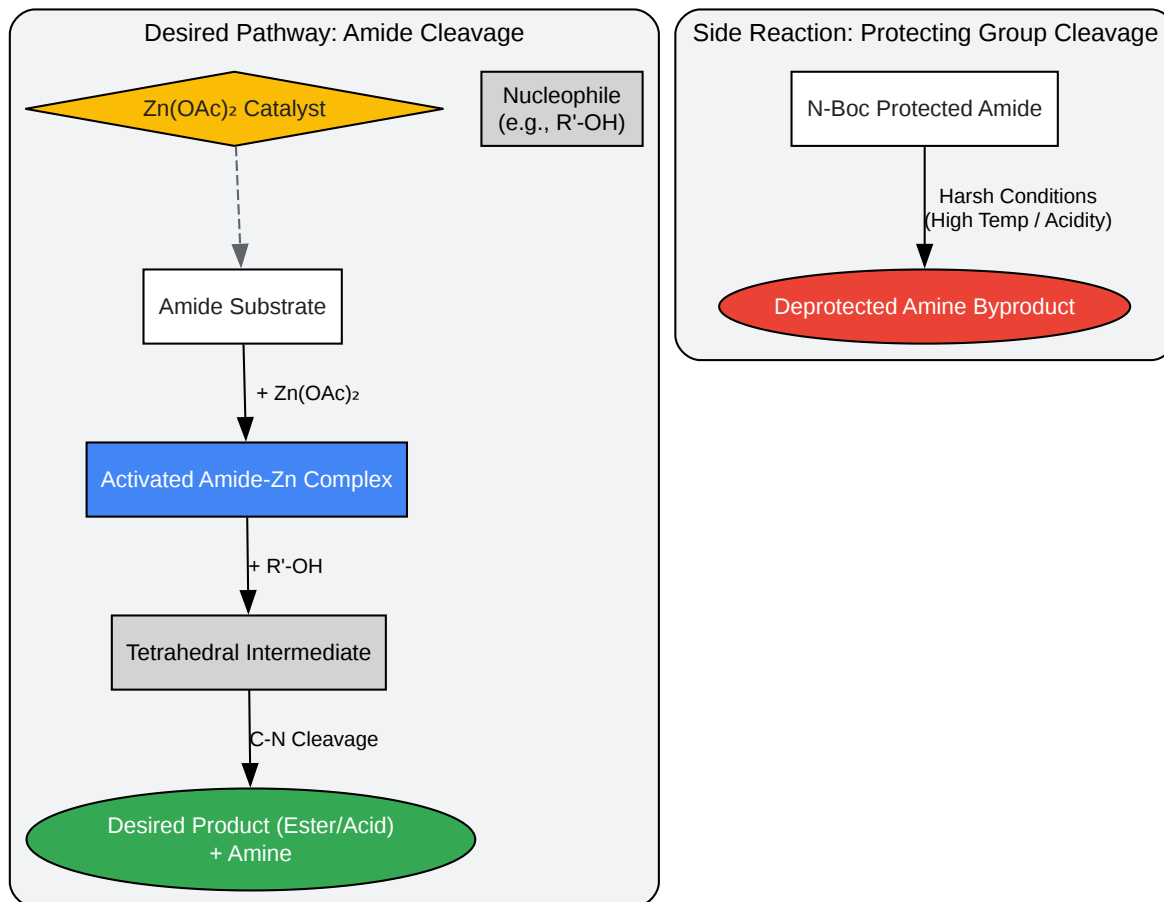 Desired Pathway: Amide Cleavage
Zn(OAc)₂ Catalyst
Nucleophile
(e.g., R'-OH)
Amide Substrate
+ Zn(OAc)₂
Activated Amide-Zn Complex
+ R'-OH
Tetrahedral Intermediate
C-N Cleavage
Desired Product (Ester/Acid)
+ Amine
Side Reaction: Protecting Group Cleavage
N-Boc Protected Amide
Harsh Conditions
(High Temp / Acidity)
Deprotected Amine Byproduct